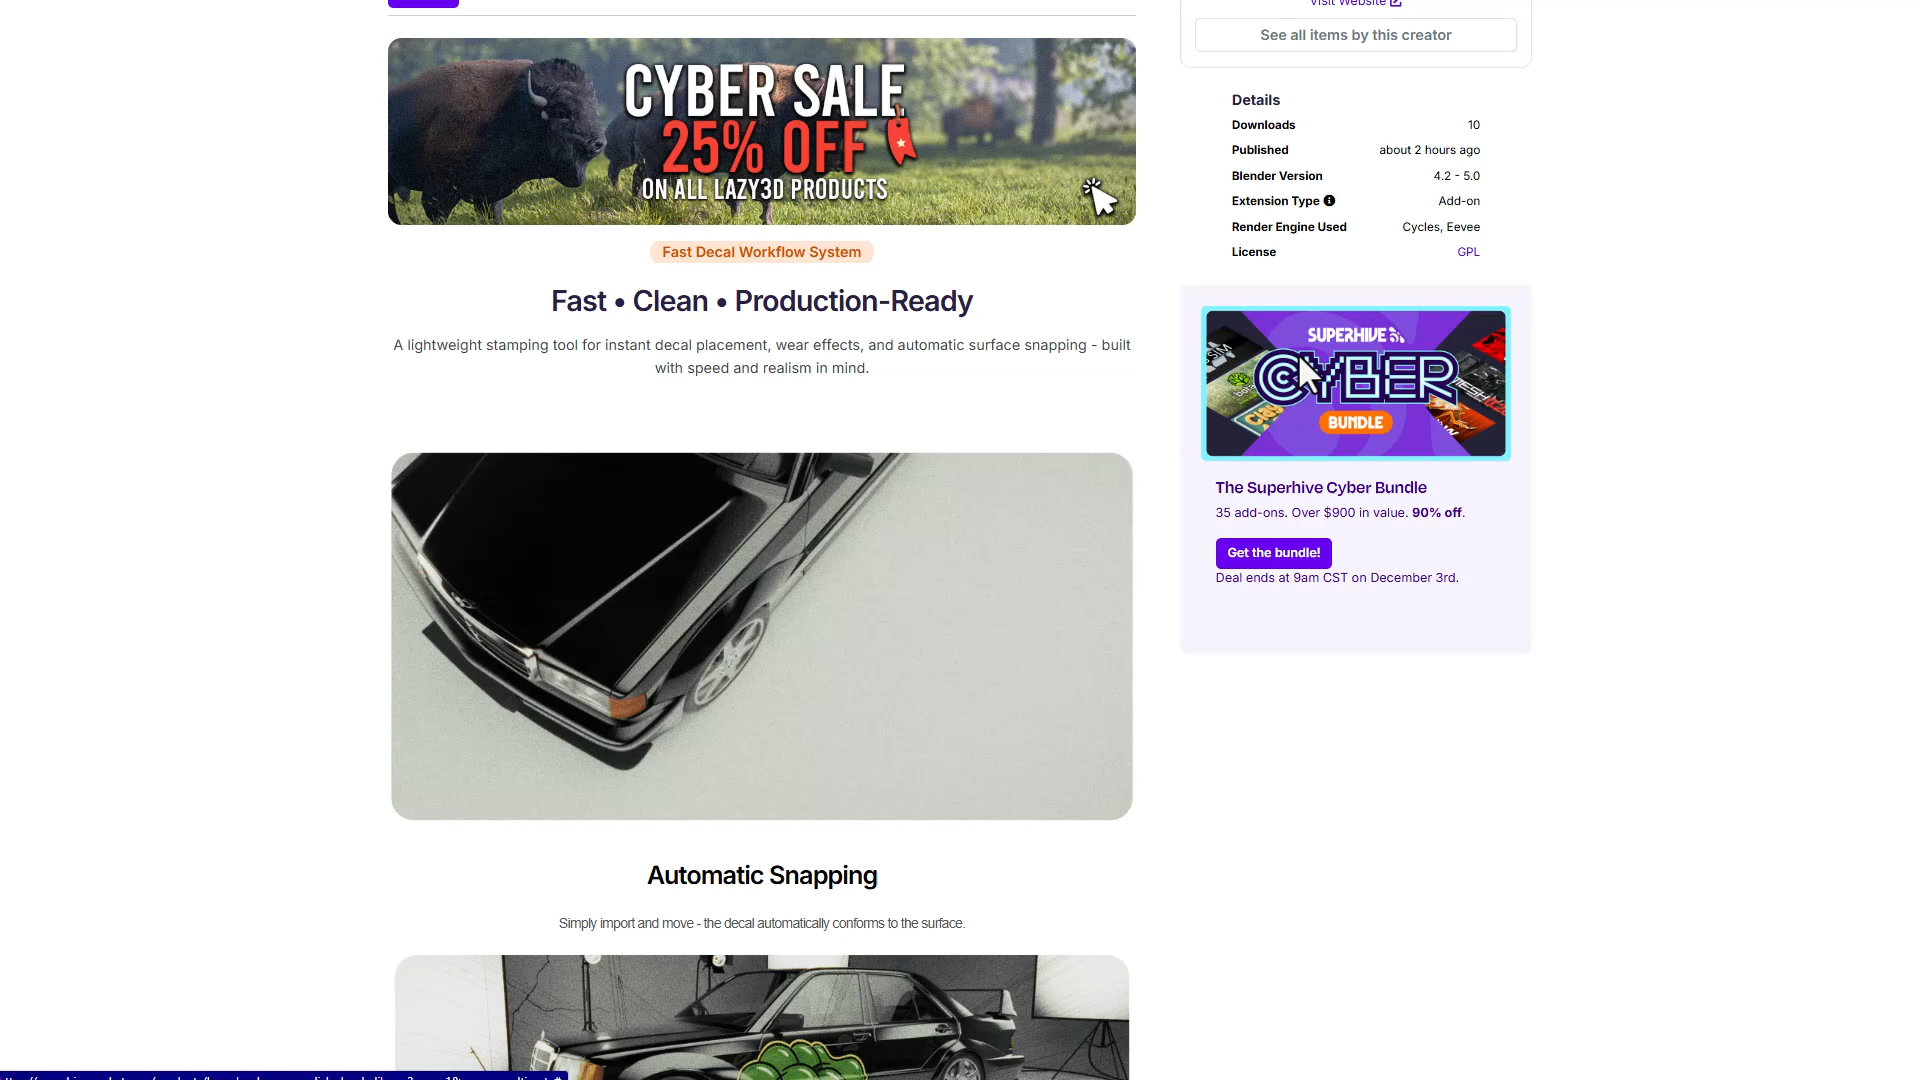 Visit Website
See all items by this creator
CYBER SALE
25% OFF
ON ALL LAZY3D PRODUCTS
Fast Decal Workflow System
Fast • Clean • Production-Ready
A lightweight stamping tool for instant decal placement, wear effects, and automatic surface snapping - built
with speed and realism in mind.
Automatic Snapping
Simply import and move - the decal automatically conforms to the surface.
Details
Downloads 10
Published about 2 hours ago
Blender Version 4.2 - 5.0
Extension Type Add-on
Render Engine Used Cycles, Eevee
License GPL
SUPERHIVE
CYBER
BUNDLE
The Superhive Cyber Bundle
35 add-ons. Over $900 in value. 90% off.
Get the bundle!
Deal ends at 9am CST on December 3rd.